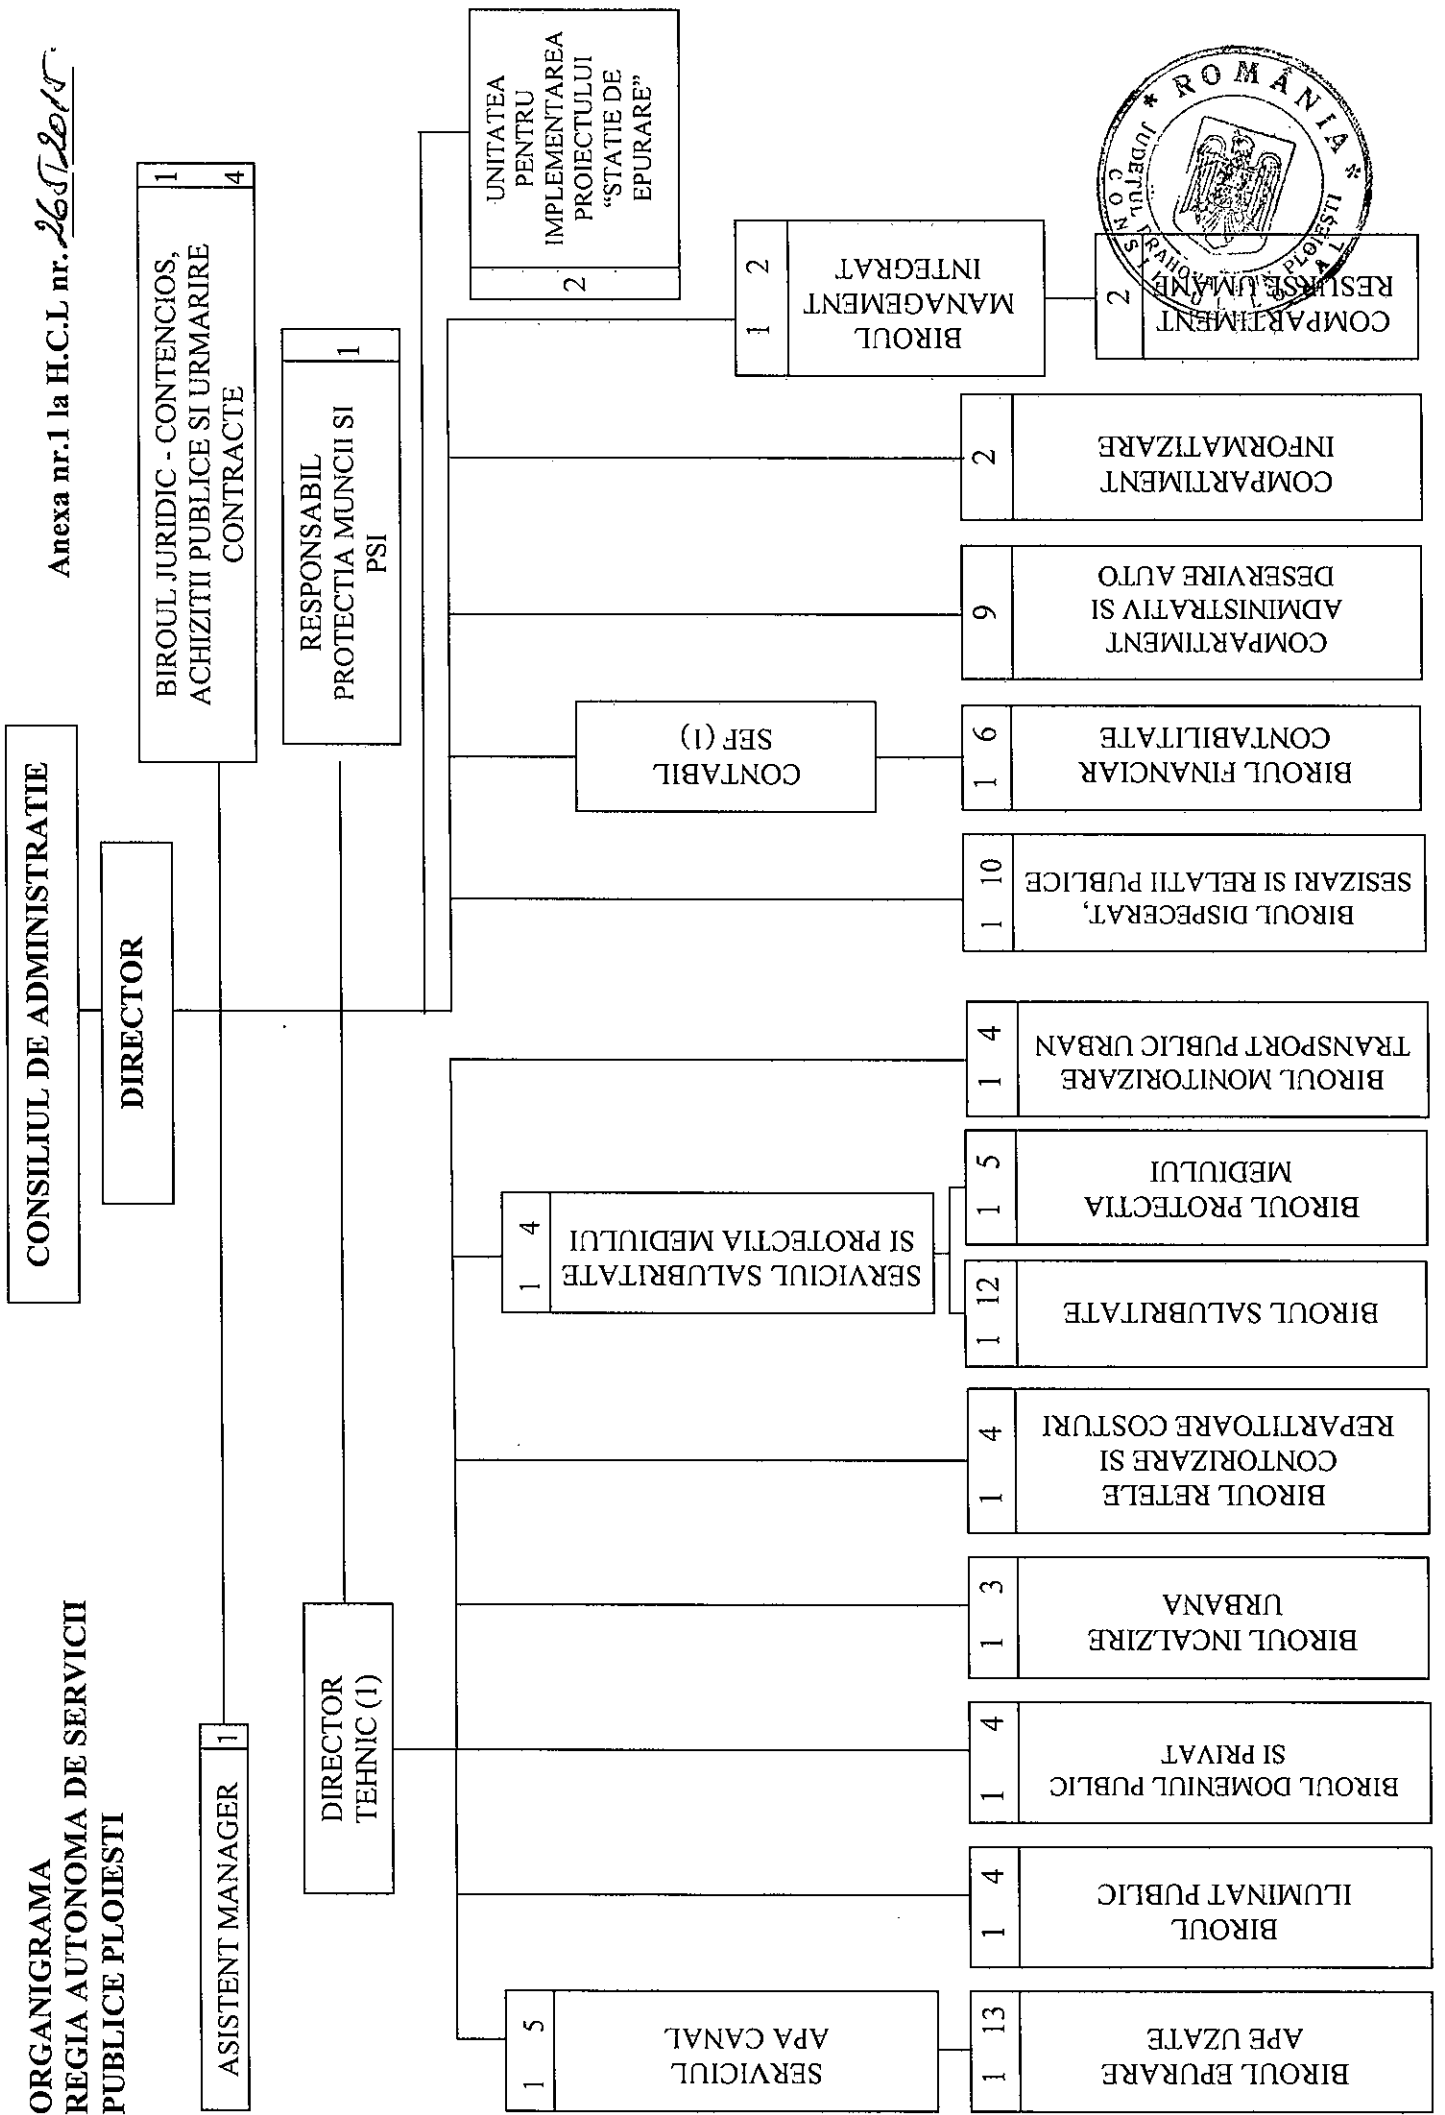 ORGANIGRAMA
REGIA AUTONOMA DE SERVICII
PUBLICE PLOIESTI
Anexa nr.1 la H.C.L nr. 265/2015
CONSILIUL DE ADMINISTRATIE
DIRECTOR
ASISTENT MANAGER
1
BIROUL JURIDIC - CONTENCIOS,
ACHIZITII PUBLICE SI URMARIRE
CONTRACTE
1
4
DIRECTOR
TEHNIC (1)
RESPONSABIL
PROTECTIA MUNCII SI
PSI
1
2
UNITATEA
PENTRU
IMPLEMENTAREA
PROIECTULUI
“STATIE DE
EPURARE”
1 5
SERVICIUL
APA CANAL
1 13
BIROUL EPURARE
APE UZATE
1 4
BIROUL
ILUMINAT PUBLIC
1 4
BIROUL DOMENIUL PUBLIC
SI PRIVAT
1 3
BIROUL INCALZIRE
URBANA
1 4
BIROUL RETELE
CONTORIZARE SI
REPARTITOARE COSTURI
1 4
SERVICIUL SALUBRITATE
SI PROTECTIA MEDIULUI
1 12
BIROUL SALUBRITATE
1 5
BIROUL PROTECTIA
MEDIULUI
1 4
BIROUL MONITORIZARE
TRANSPORT PUBLIC URBAN
1 10
BIROUL DISPECERAT,
SESIZARI SI RELATII PUBLICE
CONTABIL
SEF (1)
1 6
BIROUL FINANCIAR
CONTABILITATE
9
COMPARTIMENT
ADMINISTRATIV SI
DESERVIRE AUTO
2
COMPARTIMENT
INFORMATIZARE
1 2
BIROUL
MANAGEMENT
INTEGRAT
2
COMPARTIMENT
RESURSE UMANE
* ROMÂNIA *
JUDEŢUL PRAHOVA
PLOIEŞTI